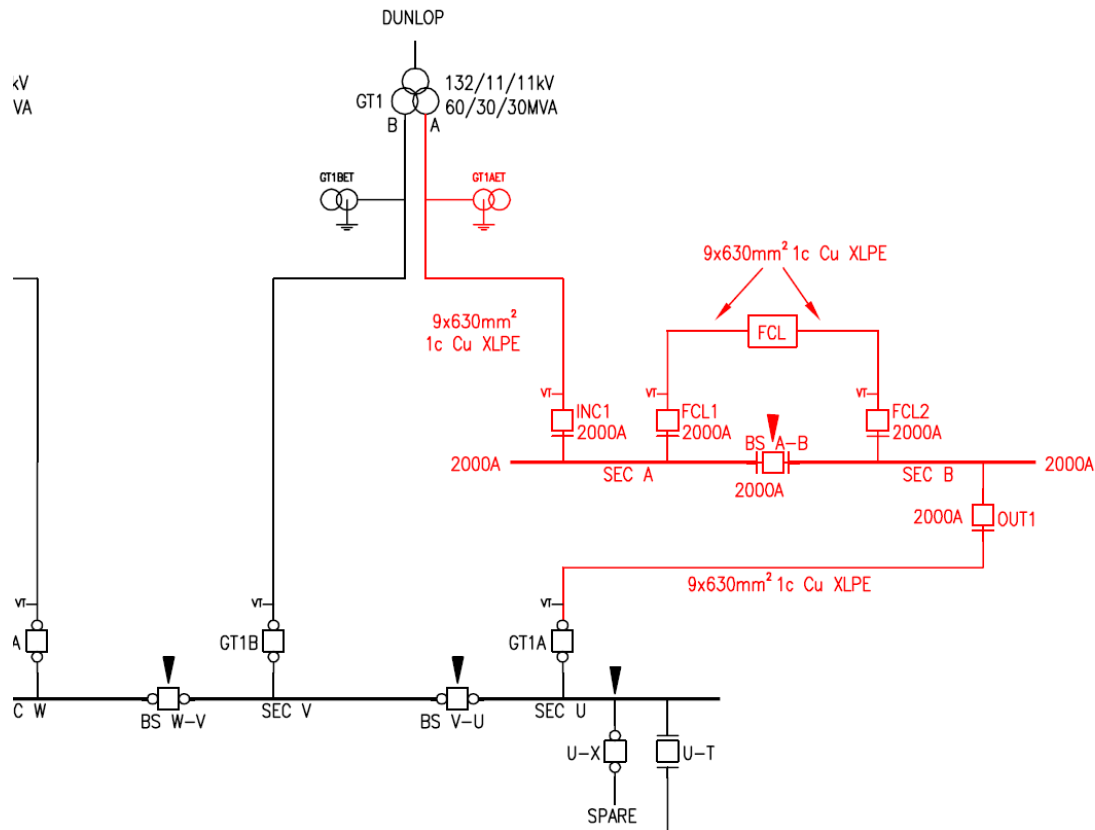 DUNLOP
kV
VA
GT1
132/11/11kV
60/30/30MVA
B
A
GT1BET
GT1AET
9x630mm² 1c Cu XLPE
9x630mm²
1c Cu XLPE
FCL
VT
VT
VT
INC1
2000A
FCL1
2000A
BS A-B
FCL2
2000A
2000A
SEC A
2000A
SEC B
2000A
2000A
OUT1
9x630mm² 1c Cu XLPE
VT
VT
VT
A
GT1B
GT1A
C W
BS W-V
SEC V
BS V-U
SEC U
U-X
U-T
SPARE